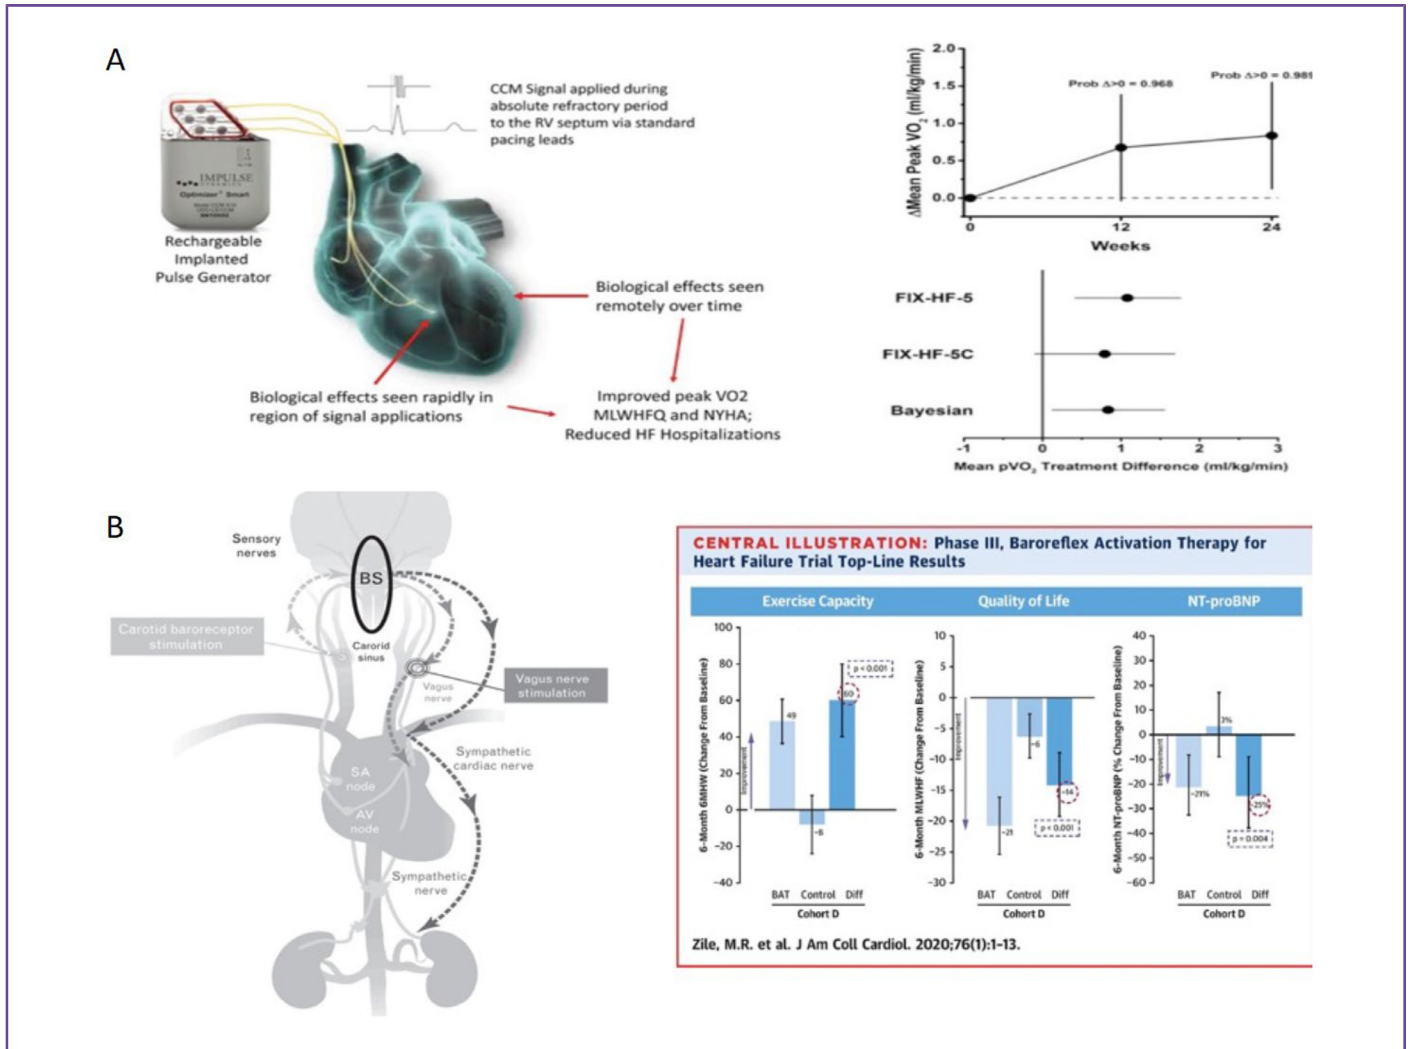 A
IMPULSE
DYNAMICS
Optimizer® Smart
Rechargeable
Implanted
Pulse Generator
CCM Signal applied during
absolute refractory period
to the RV septum via standard
pacing leads
Biological effects seen
remotely over time
Biological effects seen rapidly in
region of signal applications
Improved peak VO2
MLWHFQ and NYHA;
Reduced HF Hospitalizations
ΔMean Peak VO₂ (ml/kg/min)
2.0
1.5
1.0
0.5
0.0
Prob Δ>0 = 0.968
Prob Δ>0 = 0.989
0 12 24
Weeks
FIX-HF-5
FIX-HF-5C
Bayesian
-1 0 1 2 3
Mean pVO₂ Treatment Difference (ml/kg/min)
B
Sensory
nerves
BS
Carotid baroreceptor
stimulation
Carorid
sinus
Vagus
nerve
Vagus nerve
stimulation
Sympathetic
cardiac nerve
SA
node
AV
node
Sympathetic
nerve
CENTRAL ILLUSTRATION: Phase III, Baroreflex Activation Therapy for
Heart Failure Trial Top-Line Results
Exercise Capacity
6-Month 6MHW (Change From Baseline)
100
80
60
40
20
0
−20
−40
Improvement
49
−6
60
p < 0.001
BAT Control Diff
Cohort D
Quality of Life
6-Month MLWHF (Change From Baseline)
10
5
0
−5
−10
−15
−20
−25
−30
Improvement
−21
−6
−14
p < 0.001
BAT Control Diff
Cohort D
NT-proBNP
6-Month NT-proBNP (% Change From Baseline)
40
30
20
10
0
−10
−20
−30
−40
−50
−60
Improvement
−21%
3%
−25%
p = 0.004
BAT Control Diff
Cohort D
Zile, M.R. et al. J Am Coll Cardiol. 2020;76(1):1–13.